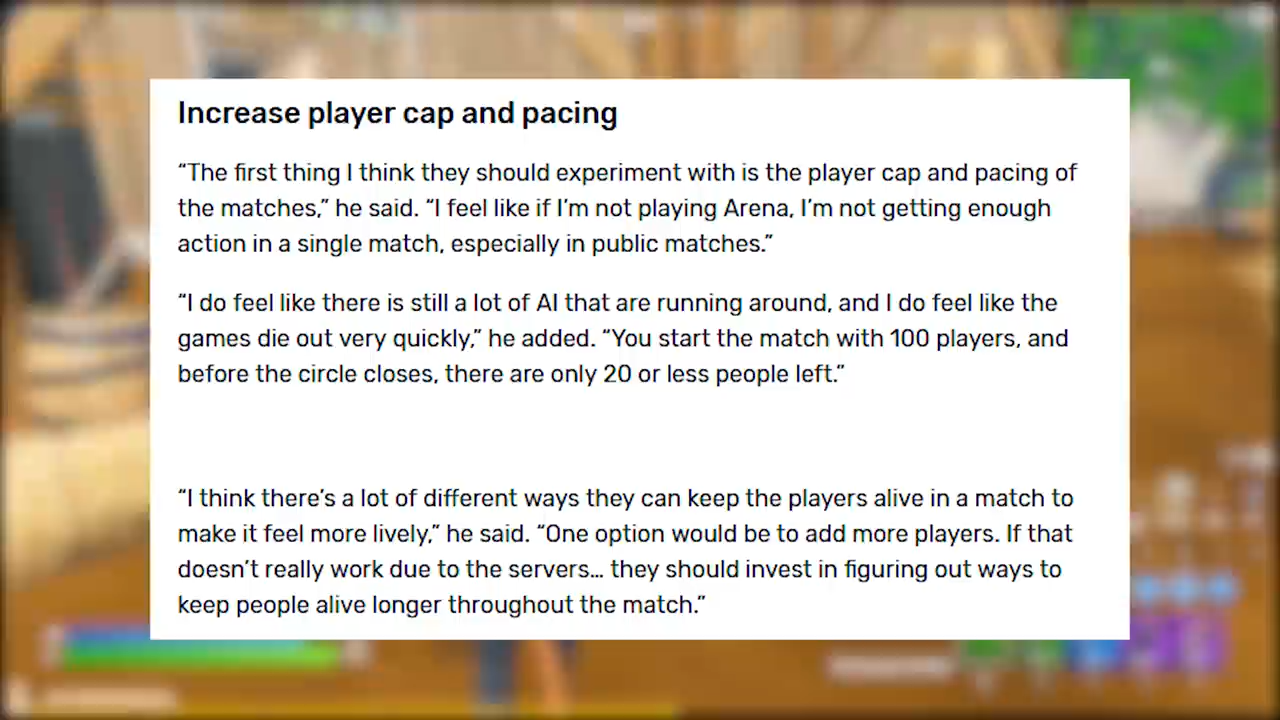 Increase player cap and pacing
“The first thing I think they should experiment with is the player cap and pacing of
the matches,” he said. “I feel like if I’m not playing Arena, I’m not getting enough
action in a single match, especially in public matches.”
“I do feel like there is still a lot of AI that are running around, and I do feel like the
games die out very quickly,” he added. “You start the match with 100 players, and
before the circle closes, there are only 20 or less people left.”
“I think there’s a lot of different ways they can keep the players alive in a match to
make it feel more lively,” he said. “One option would be to add more players. If that
doesn’t really work due to the servers… they should invest in figuring out ways to
keep people alive longer throughout the match.”